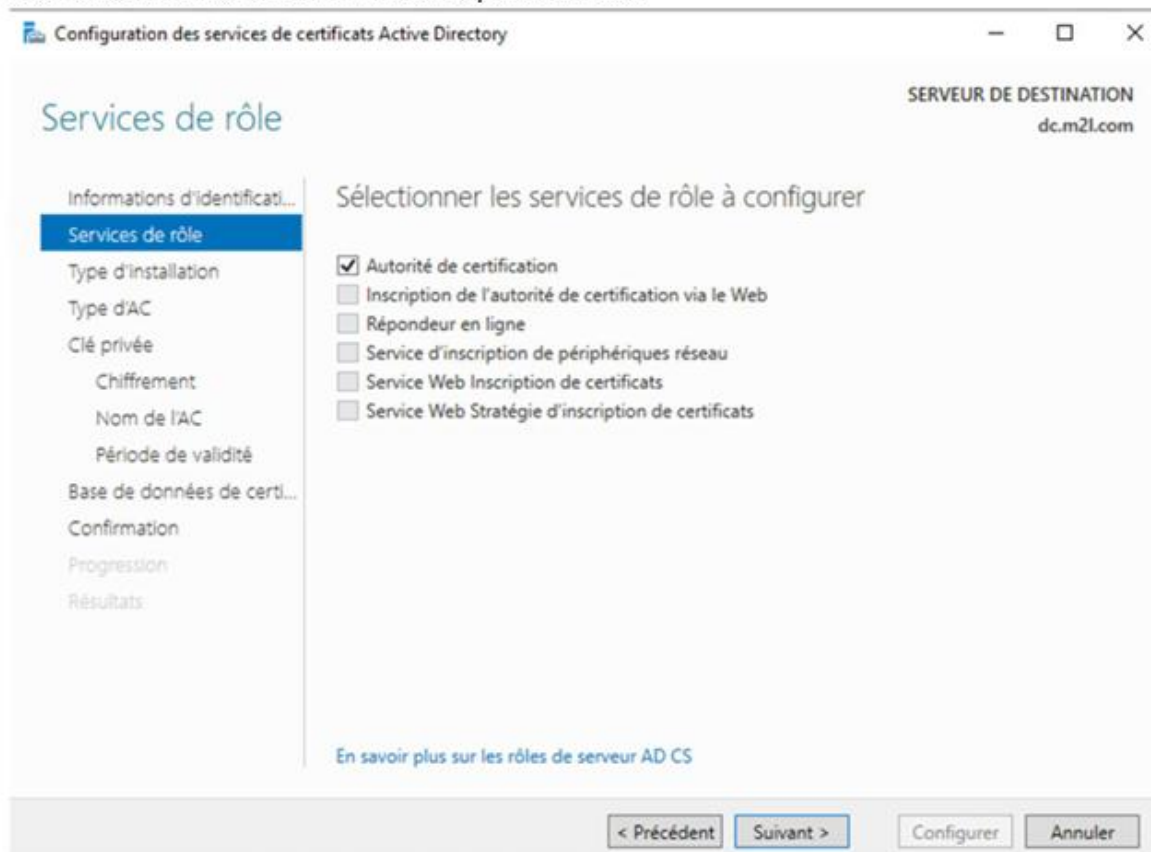 Configuration des services de certificats Active Directory
Services de rôle
SERVEUR DE DESTINATION
dc.m2l.com
Informations d'identificati...
Services de rôle
Type d'installation
Type d'AC
Clé privée
Chiffrement
Nom de l'AC
Période de validité
Base de données de certi...
Confirmation
Progression
Résultats
Sélectionner les services de rôle à configurer
Autorité de certification
Inscription de l'autorité de certification via le Web
Répondeur en ligne
Service d'inscription de périphériques réseau
Service Web Inscription de certificats
Service Web Stratégie d'inscription de certificats
En savoir plus sur les rôles de serveur AD CS
< Précédent
Suivant >
Configurer
Annuler